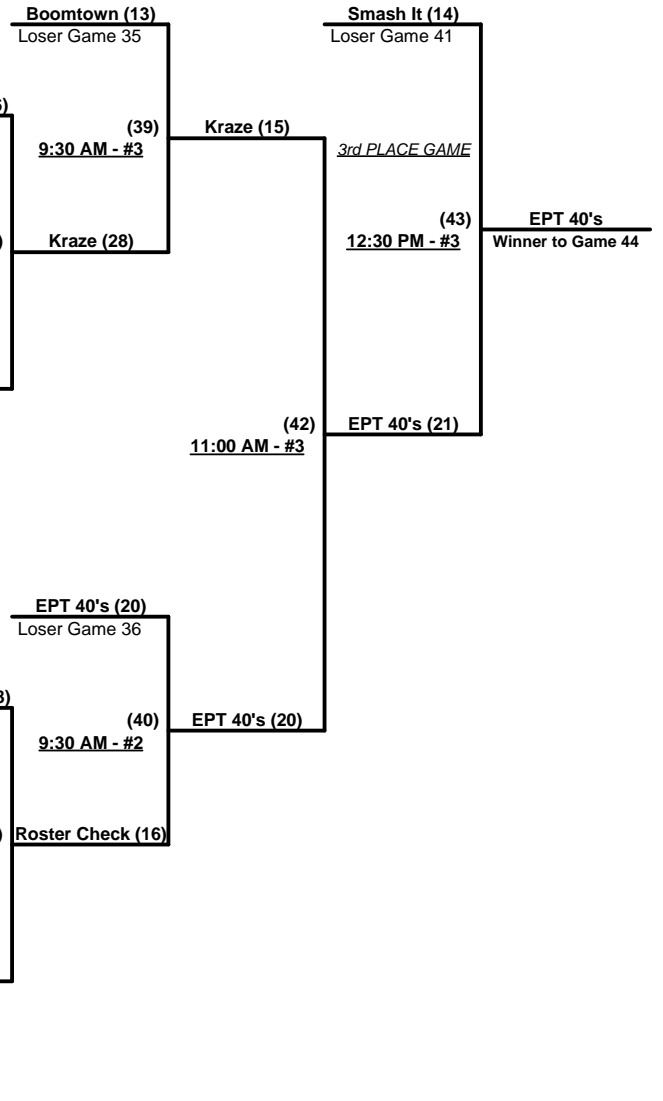 Boomtown (13)
Loser Game 35
(39)
9:30 AM - #3
Kraze (28)
Kraze (15)
Smash It (14)
Loser Game 41
3rd PLACE GAME
(43)
12:30 PM - #3
EPT 40's
Winner to Game 44
(42)
11:00 AM - #3
EPT 40's (21)
EPT 40's (20)
Loser Game 36
(40)
9:30 AM - #2
EPT 40's (20)
Roster Check (16)